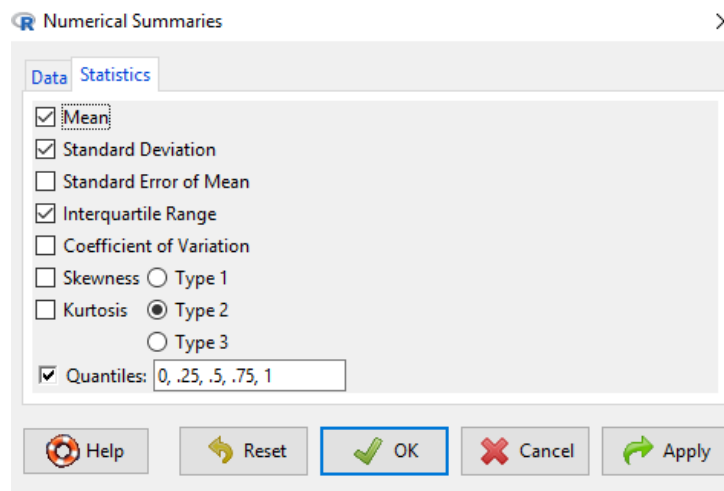 R Numerical Summaries
Data Statistics
Mean
Standard Deviation
Standard Error of Mean
Interquartile Range
Coefficient of Variation
Skewness Type 1
Kurtosis Type 2
Type 3
Quantiles: 0, .25, .5, .75, 1
Help Reset OK Cancel Apply